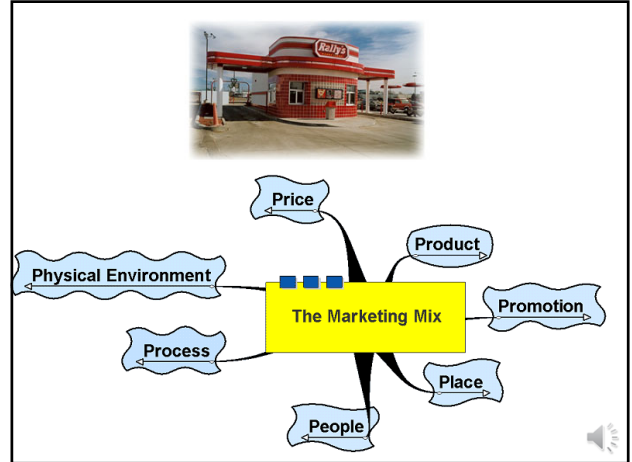 Rally's
Price
Product
Physical Environment
The Marketing Mix
Promotion
Process
Place
People